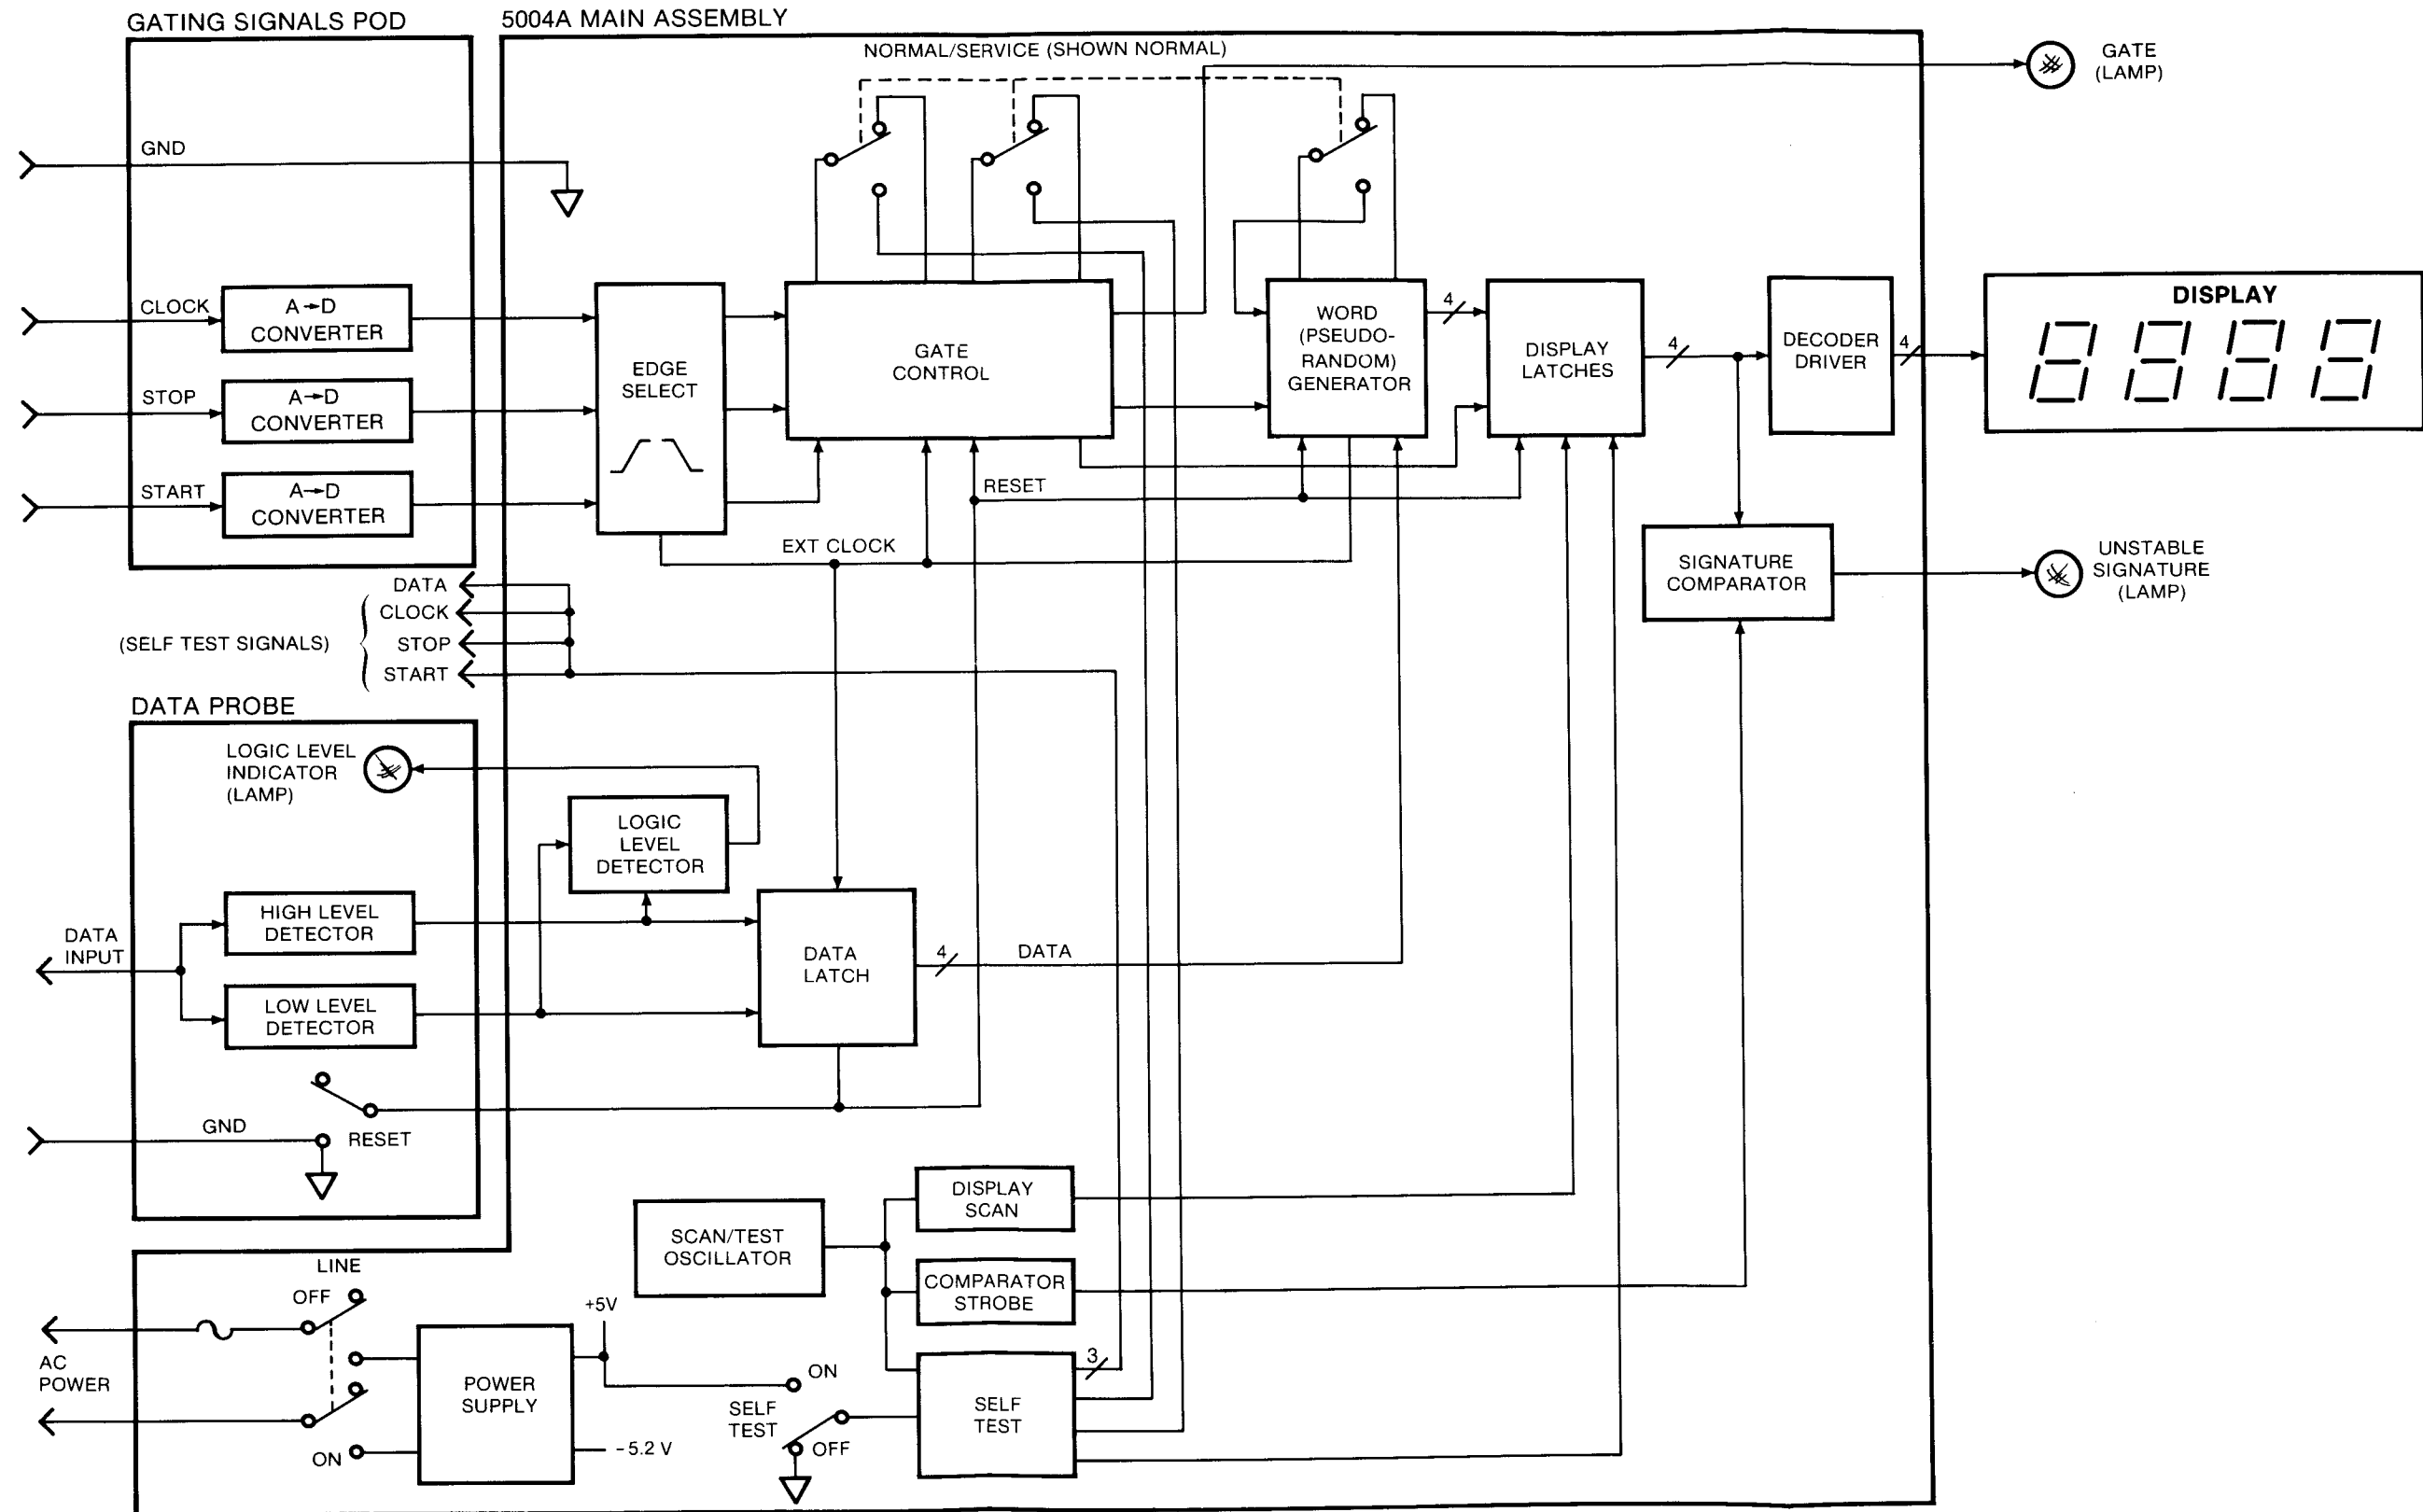 GATING SIGNALS POD
5004A MAIN ASSEMBLY
NORMAL/SERVICE (SHOWN NORMAL)
GATE
(LAMP)
GND
CLOCK
A→D
CONVERTER
STOP
A→D
CONVERTER
START
A→D
CONVERTER
EDGE
SELECT
GATE
CONTROL
WORD
(PSEUDO-
RANDOM)
GENERATOR
4
DISPLAY
LATCHES
4
DECODER
DRIVER
4
DISPLAY
8888
RESET
EXT CLOCK
SIGNATURE
COMPARATOR
UNSTABLE
SIGNATURE
(LAMP)
DATA
CLOCK
(SELF TEST SIGNALS)
STOP
START
DATA PROBE
LOGIC LEVEL
INDICATOR
(LAMP)
LOGIC
LEVEL
DETECTOR
HIGH LEVEL
DETECTOR
DATA
INPUT
LOW LEVEL
DETECTOR
DATA
LATCH
4
DATA
GND
RESET
SCAN/TEST
OSCILLATOR
DISPLAY
SCAN
COMPARATOR
STROBE
SELF
TEST
3
LINE
OFF
AC
POWER
ON
POWER
SUPPLY
+5V
-5.2 V
ON
SELF
TEST
OFF